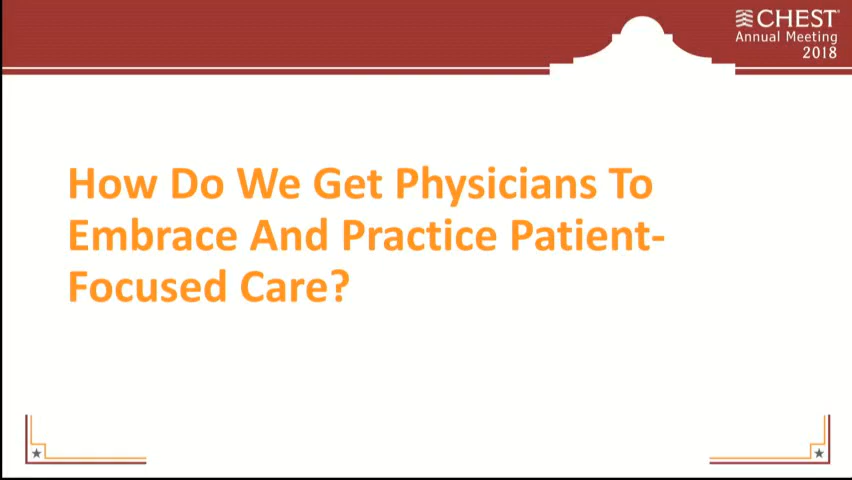 CHEST
Annual Meeting
2018
How Do We Get Physicians To
Embrace And Practice Patient-
Focused Care?